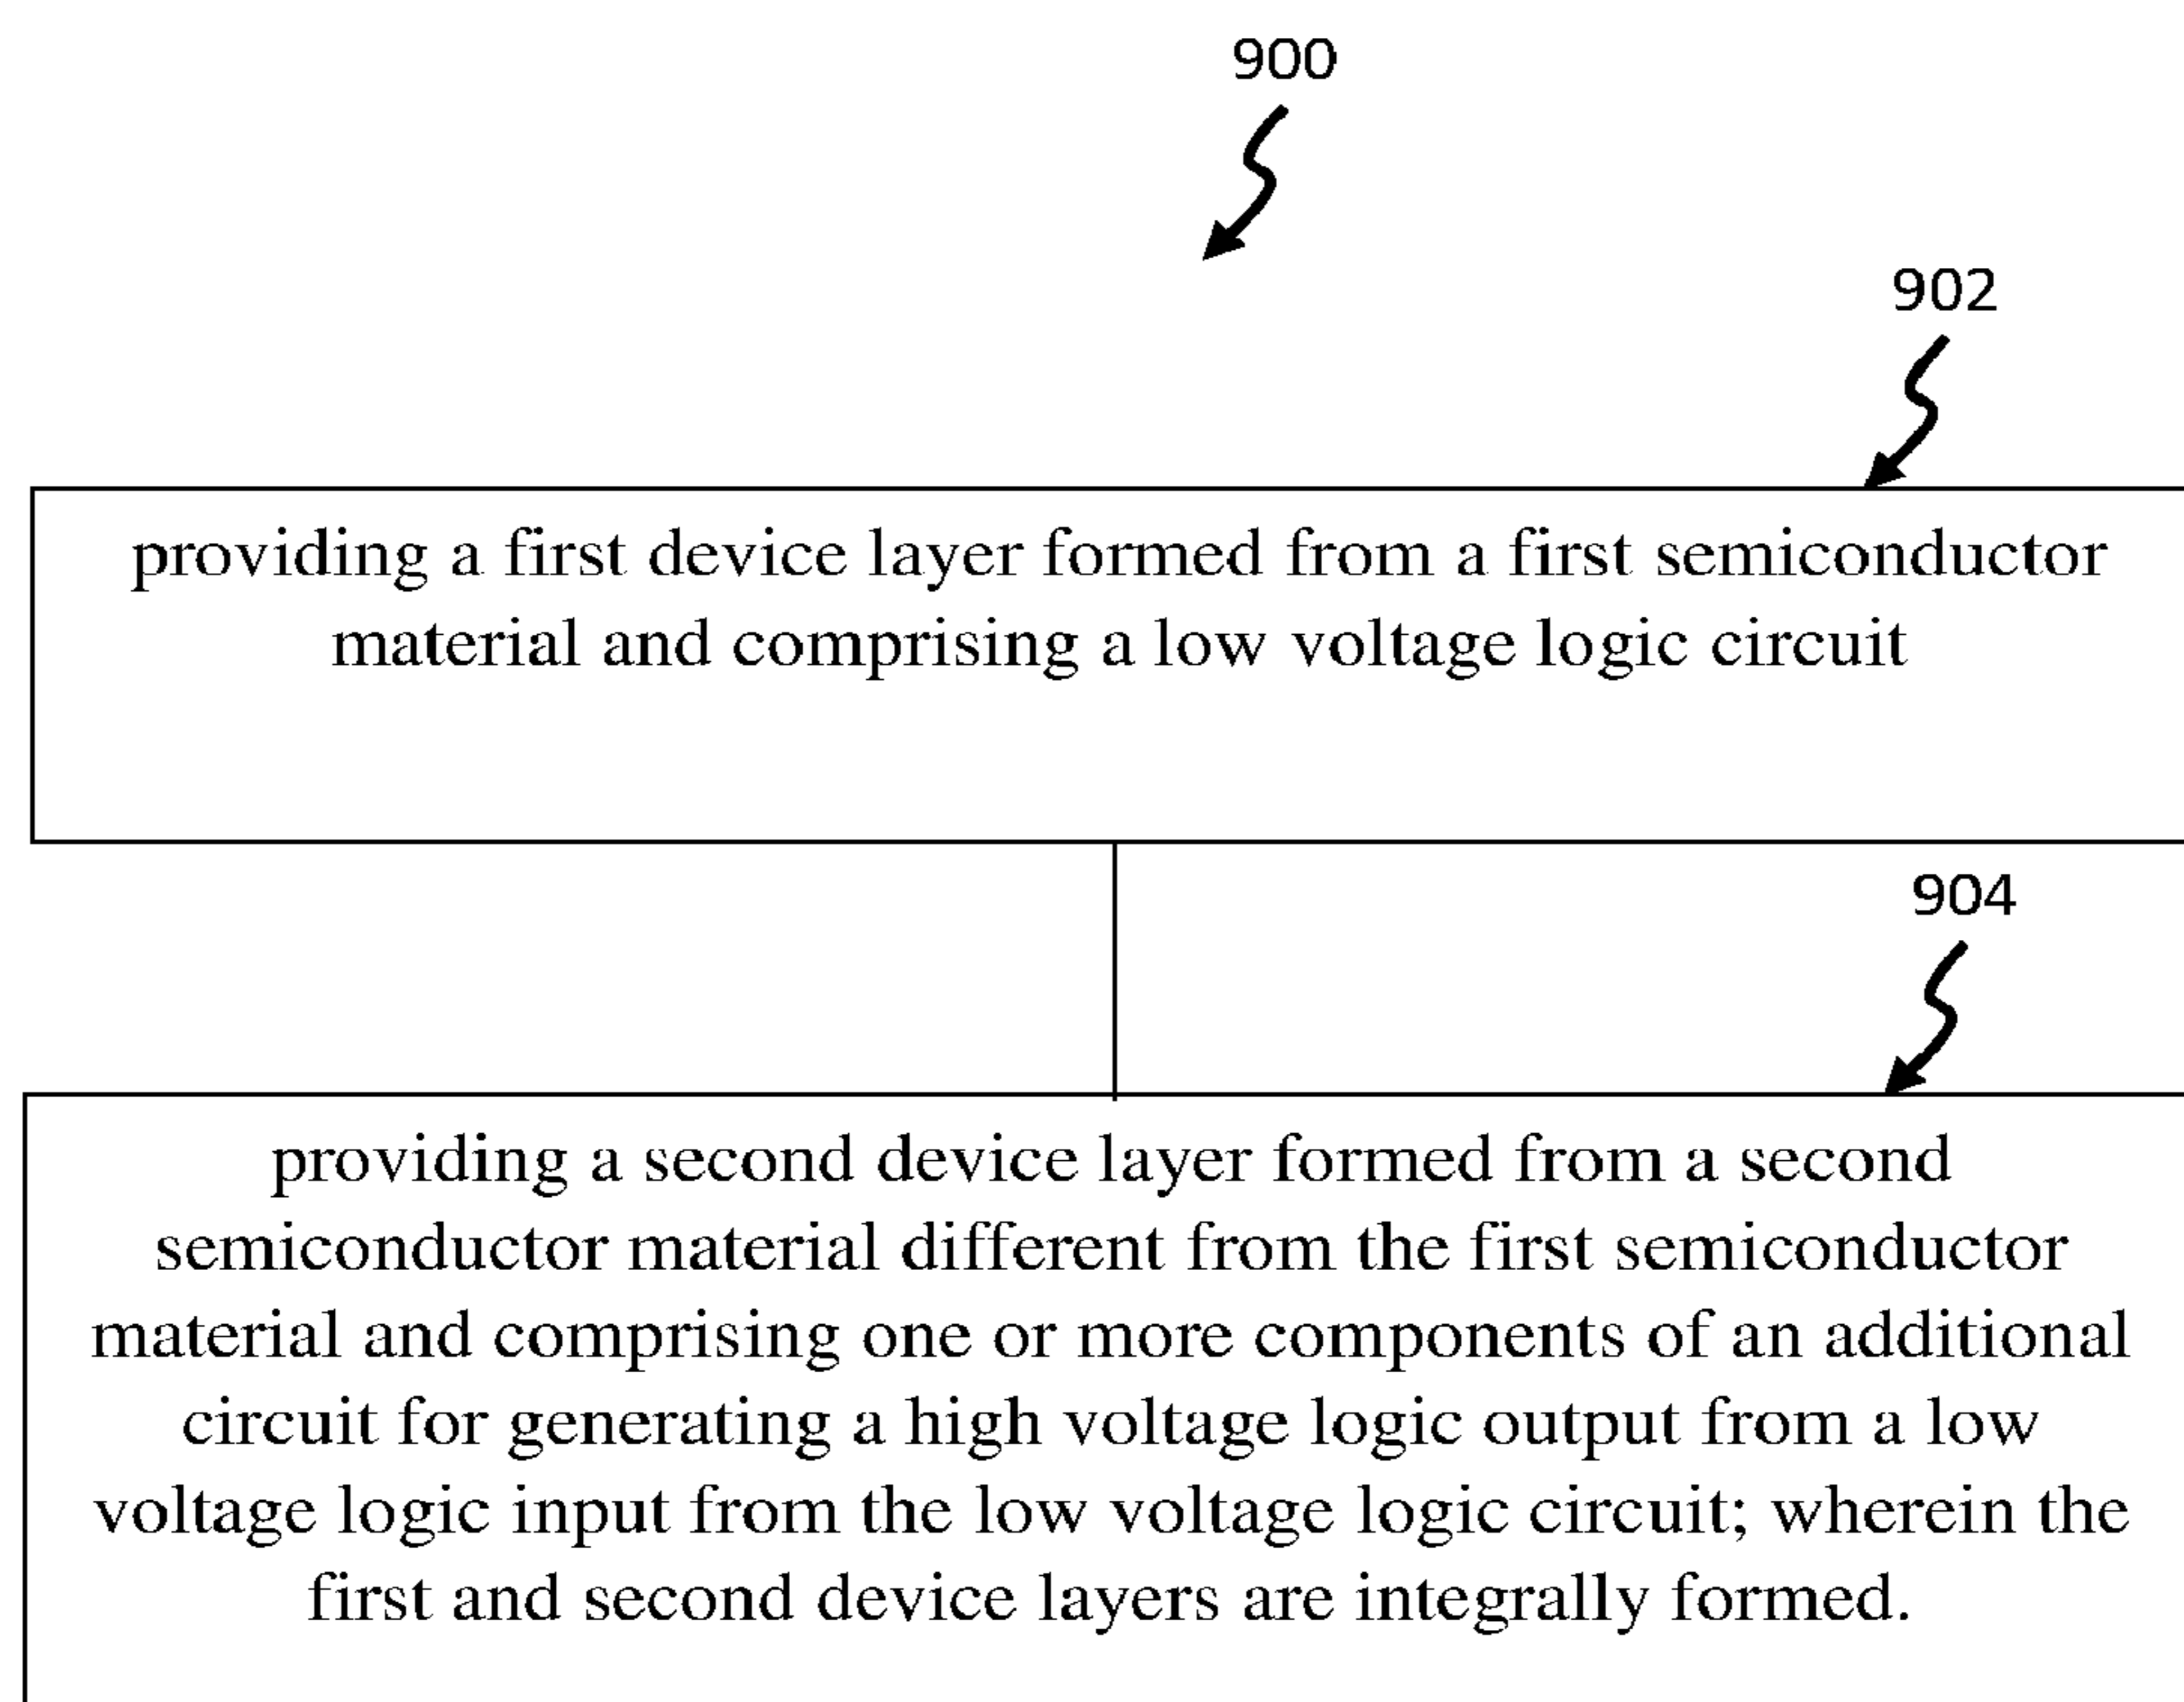 900
902
providing a first device layer formed from a first semiconductor
material and comprising a low voltage logic circuit
904
providing a second device layer formed from a second
semiconductor material different from the first semiconductor
material and comprising one or more components of an additional
circuit for generating a high voltage logic output from a low
voltage logic input from the low voltage logic circuit; wherein the
first and second device layers are integrally formed.